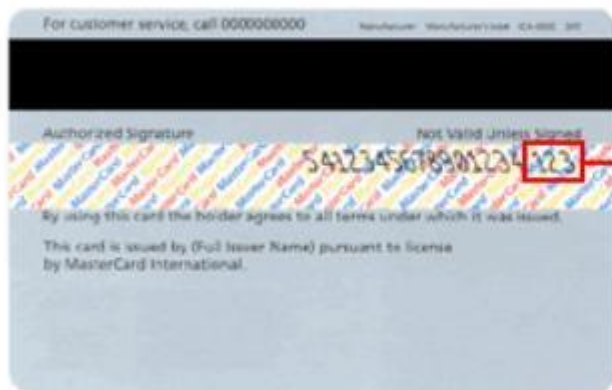 For customer service, call 0000000000
Authorized Signature Not Valid Unless Signed
5412345678901234 123
By using this card the holder agrees to all terms under which it was issued.
This card is issued by (Full Issuer Name) pursuant to license
by MasterCard International.